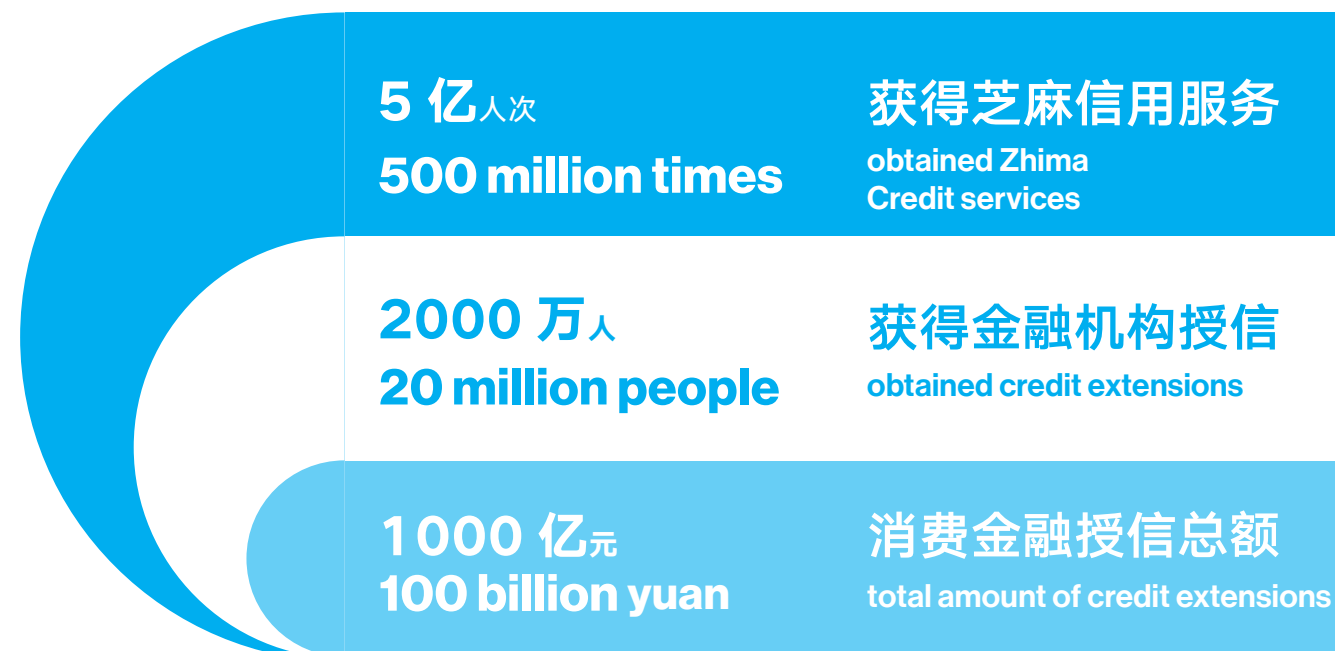 5 亿人次
500 million times
获得芝麻信用服务
obtained Zhima
Credit services
2000 万人
20 million people
获得金融机构授信
obtained credit extensions
1000 亿元
100 billion yuan
消费金融授信总额
total amount of credit extensions